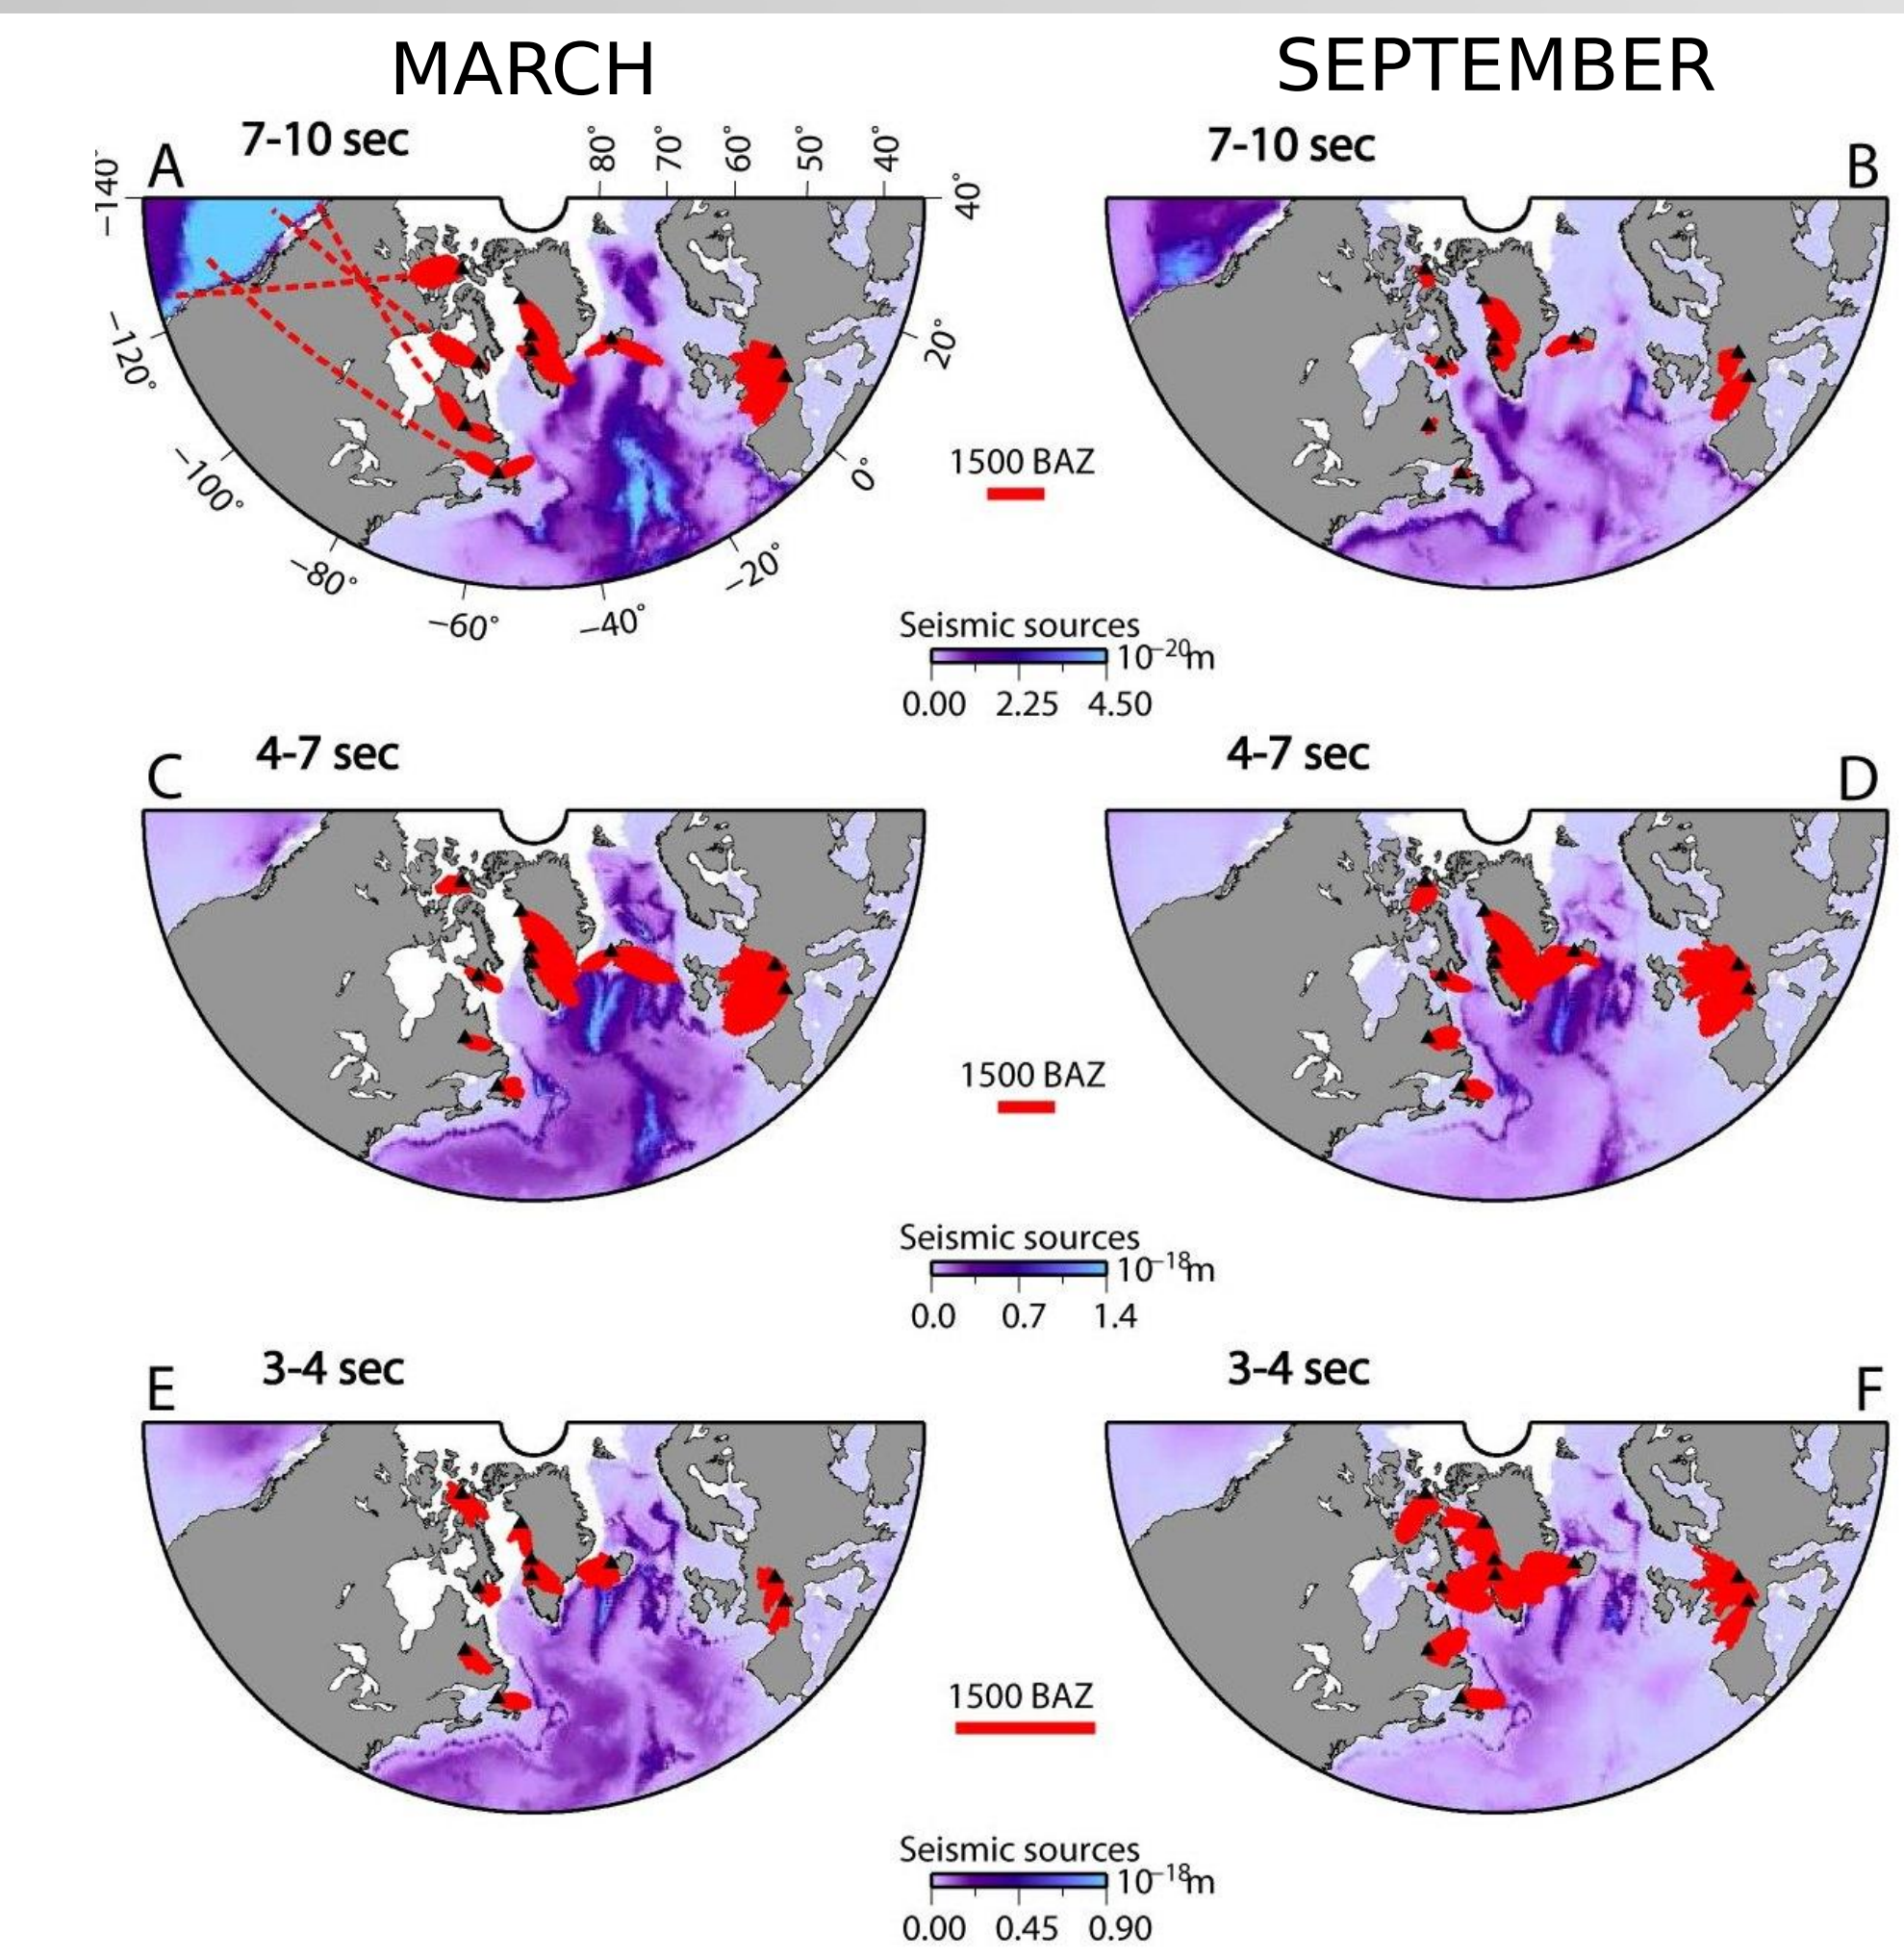 MARCH
SEPTEMBER
7-10 sec
7-10 sec
A
B
80°
70°
60°
50°
40°
−140°
40°
20°
0°
−20°
−40°
−60°
−80°
−100°
−120°
1500 BAZ
Seismic sources
10⁻²⁰m
0.00 2.25 4.50
C
4-7 sec
4-7 sec
D
1500 BAZ
Seismic sources
10⁻¹⁸m
0.0 0.7 1.4
E
3-4 sec
3-4 sec
F
1500 BAZ
Seismic sources
10⁻¹⁸m
0.00 0.45 0.90